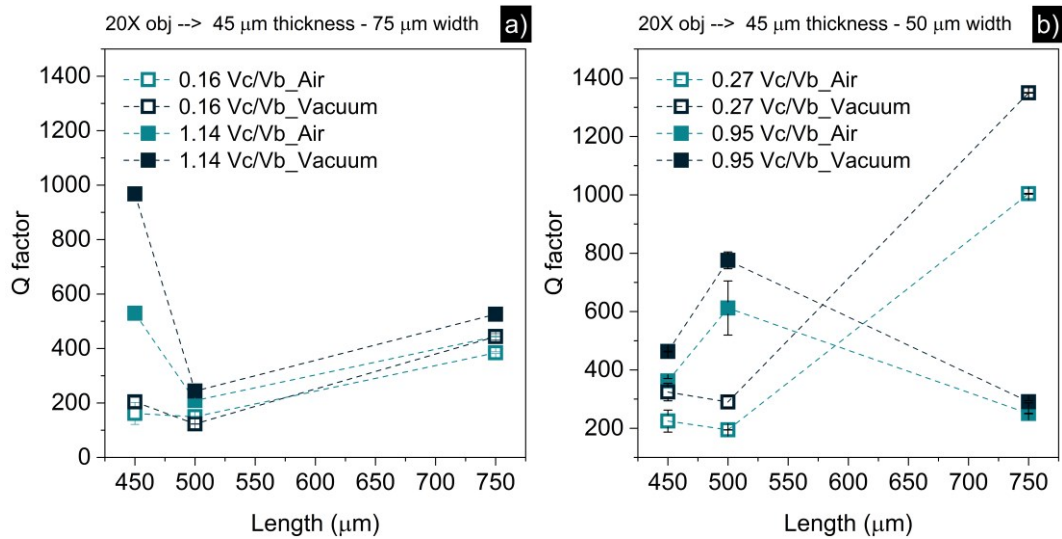 20X obj --> 45 μm thickness - 75 μm width
a)
0.16 Vc/Vb_Air
0.16 Vc/Vb_Vacuum
1.14 Vc/Vb_Air
1.14 Vc/Vb_Vacuum
1400
1200
1000
800
600
400
200
0
Q factor
450 500 550 600 650 700 750
Length (μm)
20X obj --> 45 μm thickness - 50 μm width
b)
0.27 Vc/Vb_Air
0.27 Vc/Vb_Vacuum
0.95 Vc/Vb_Air
0.95 Vc/Vb_Vacuum
1400
1200
1000
800
600
400
200
Q factor
450 500 550 600 650 700 750
Length (μm)